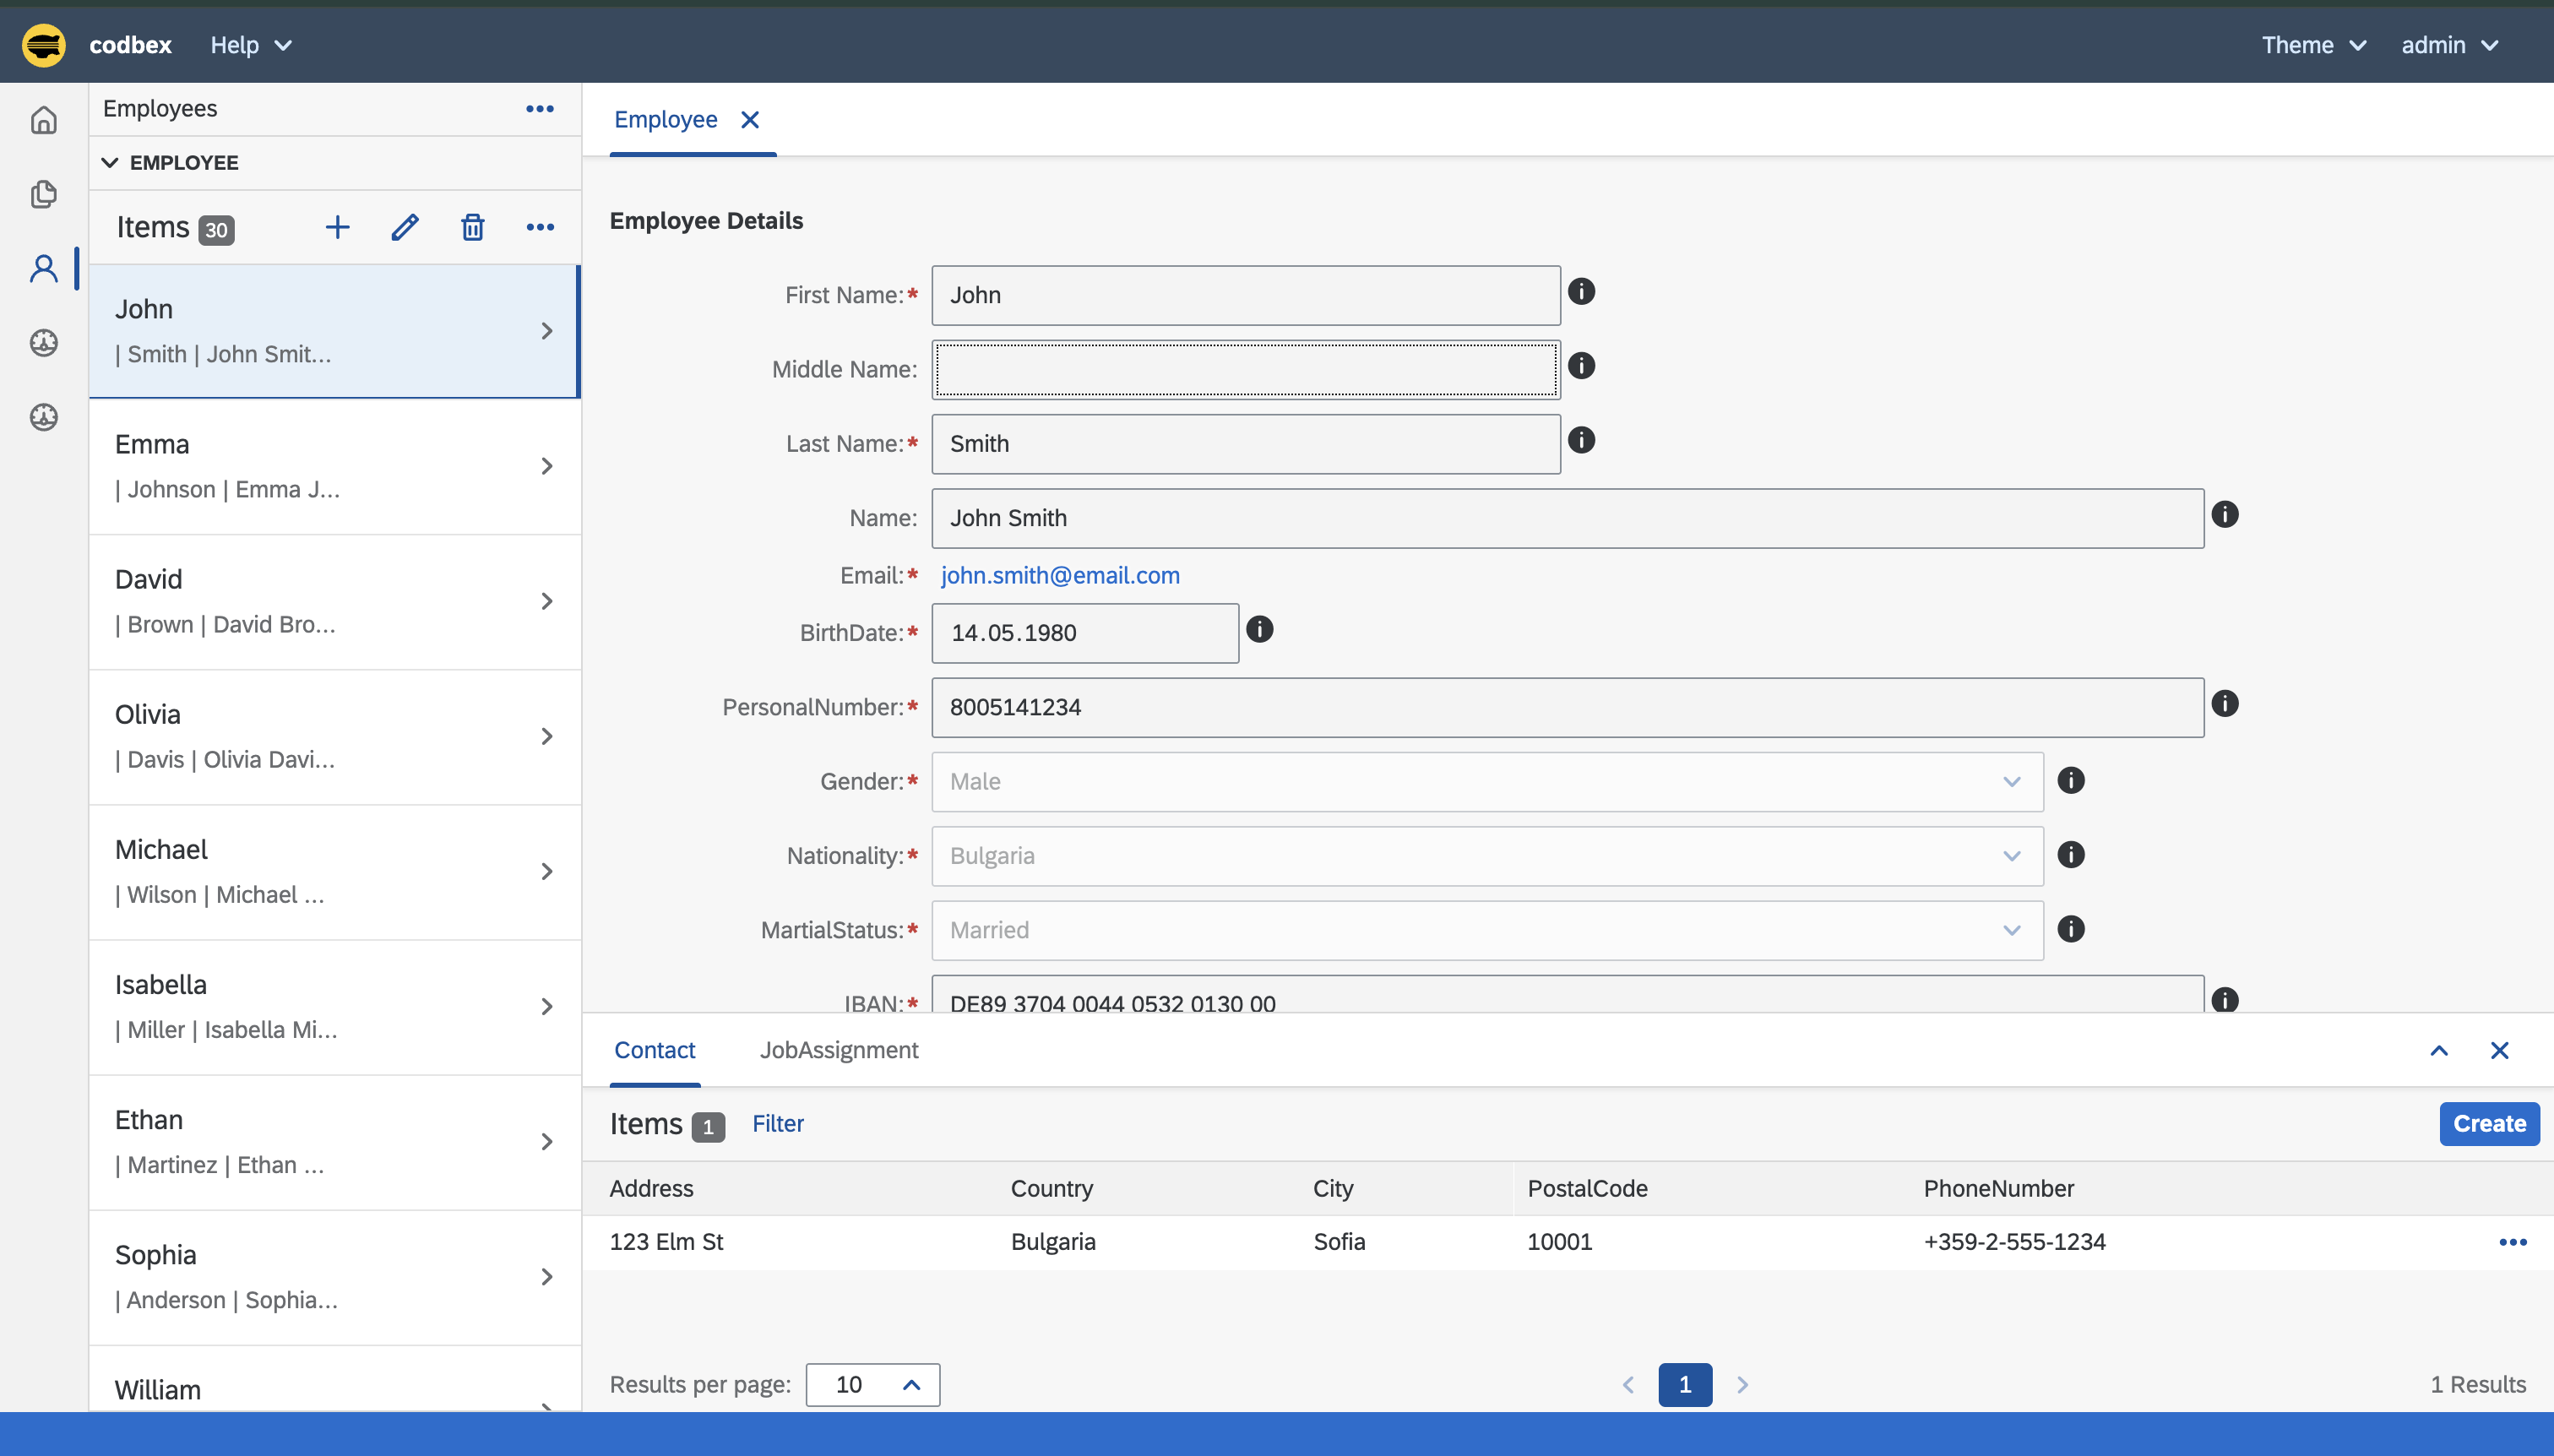 codbex Help Theme admin
Employees
EMPLOYEE
Items 30
John
| Smith | John Smit...
Emma
| Johnson | Emma J...
David
| Brown | David Bro...
Olivia
| Davis | Olivia Davi...
Michael
| Wilson | Michael ...
Isabella
| Miller | Isabella Mi...
Ethan
| Martinez | Ethan ...
Sophia
| Anderson | Sophia...
William
Employee
Employee Details
First Name:* John
Middle Name:
Last Name:* Smith
Name: John Smith
Email:* john.smith@email.com
BirthDate:* 14.05.1980
PersonalNumber:* 8005141234
Gender:* Male
Nationality:* Bulgaria
MartialStatus:* Married
IBAN:* DE89 3704 0044 0532 0130 00
Contact JobAssignment
Items 1 Filter Create
Address Country City PostalCode PhoneNumber
123 Elm St Bulgaria Sofia 10001 +359-2-555-1234
Results per page: 10 1 1 Results